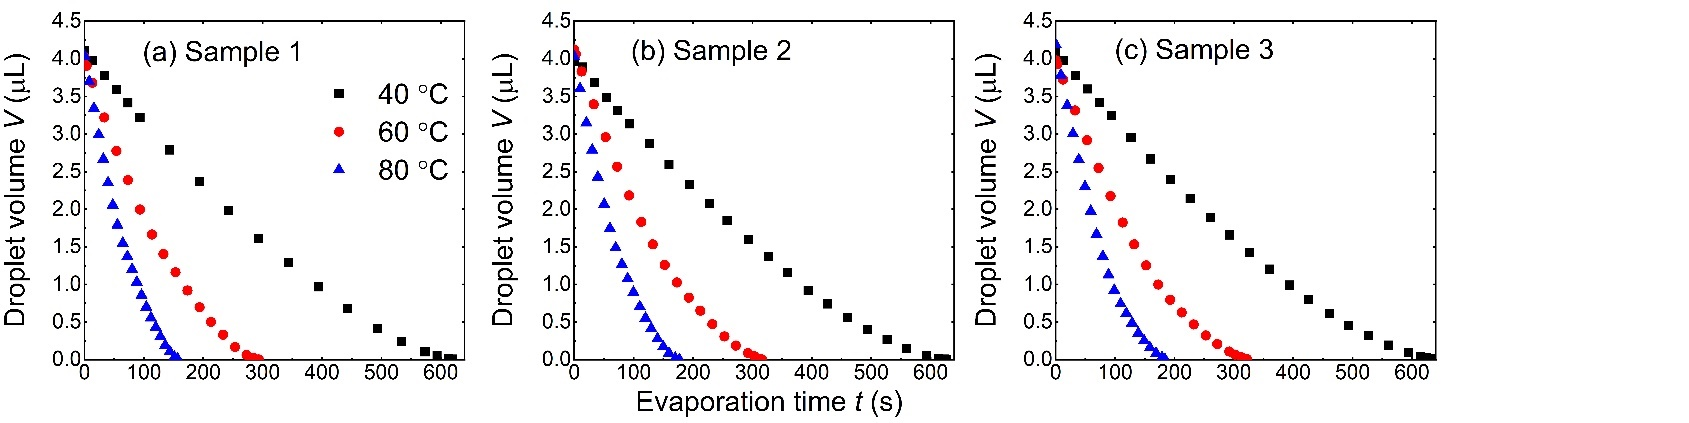 (a) Sample 1
40 °C
60 °C
80 °C
Droplet volume V (μL)
4.5
4.0
3.5
3.0
2.5
2.0
1.5
1.0
0.5
0.0
0 100 200 300 400 500 600
(b) Sample 2
Droplet volume V (μL)
4.5
4.0
3.5
3.0
2.5
2.0
1.5
1.0
0.5
0.0
0 100 200 300 400 500 600
Evaporation time t (s)
(c) Sample 3
Droplet volume V (μL)
4.5
4.0
3.5
3.0
2.5
2.0
1.5
1.0
0.5
0.0
0 100 200 300 400 500 600